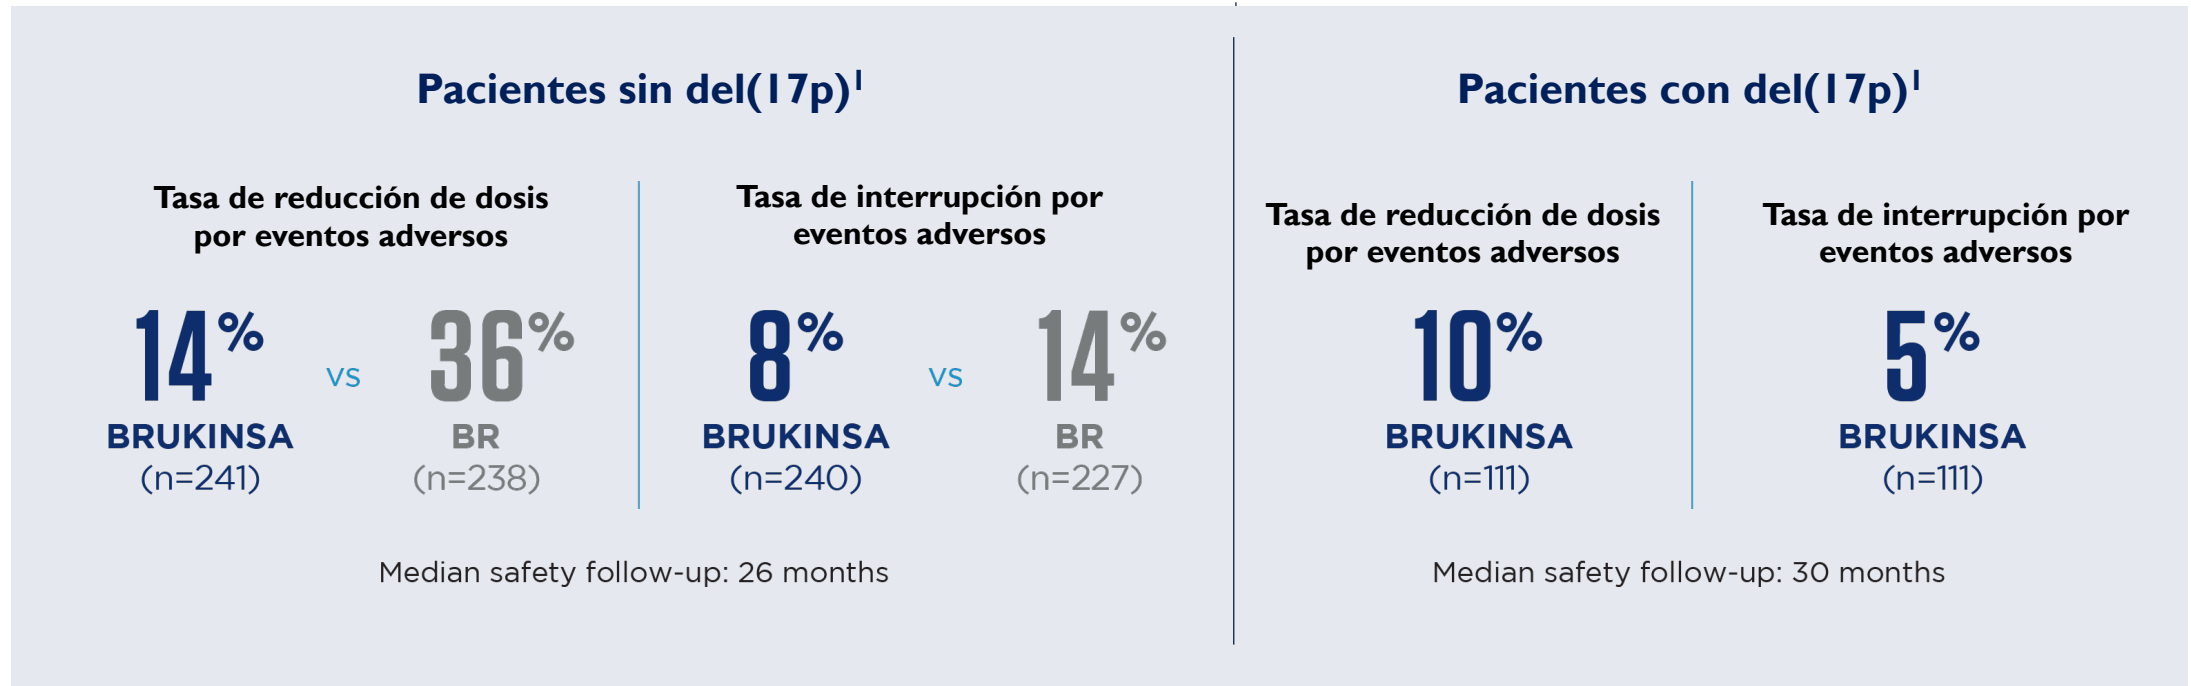 Pacientes sin del(17p)¹
Tasa de reducción de dosis
por eventos adversos
14%
BRUKINSA
(n=241)
vs
36%
BR
(n=238)
Tasa de interrupción por
eventos adversos
8%
BRUKINSA
(n=240)
vs
14%
BR
(n=227)
Median safety follow-up: 26 months
Pacientes con del(17p)¹
Tasa de reducción de dosis
por eventos adversos
10%
BRUKINSA
(n=111)
Tasa de interrupción por
eventos adversos
5%
BRUKINSA
(n=111)
Median safety follow-up: 30 months